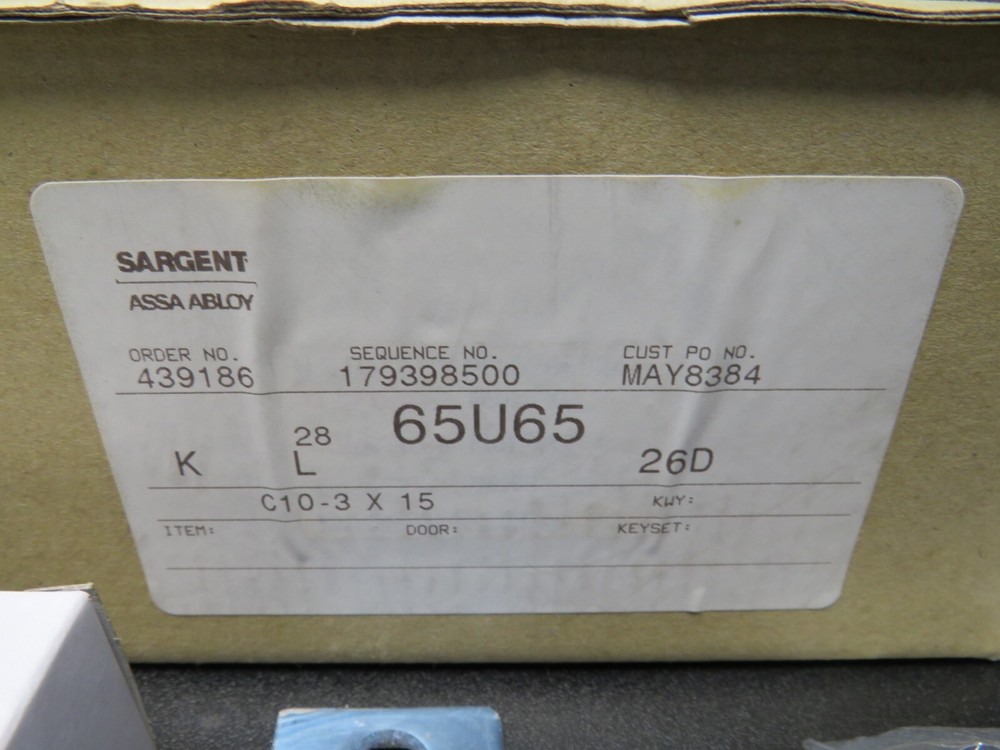 SARGENT
ASSA ABLOY
ORDER NO. SEQUENCE NO. CUST PO NO.
439186 179398500 MAY8384
28 65U65
K L 26D
C10-3 X 15 KWY:
ITEM: DOOR: KEYSET: